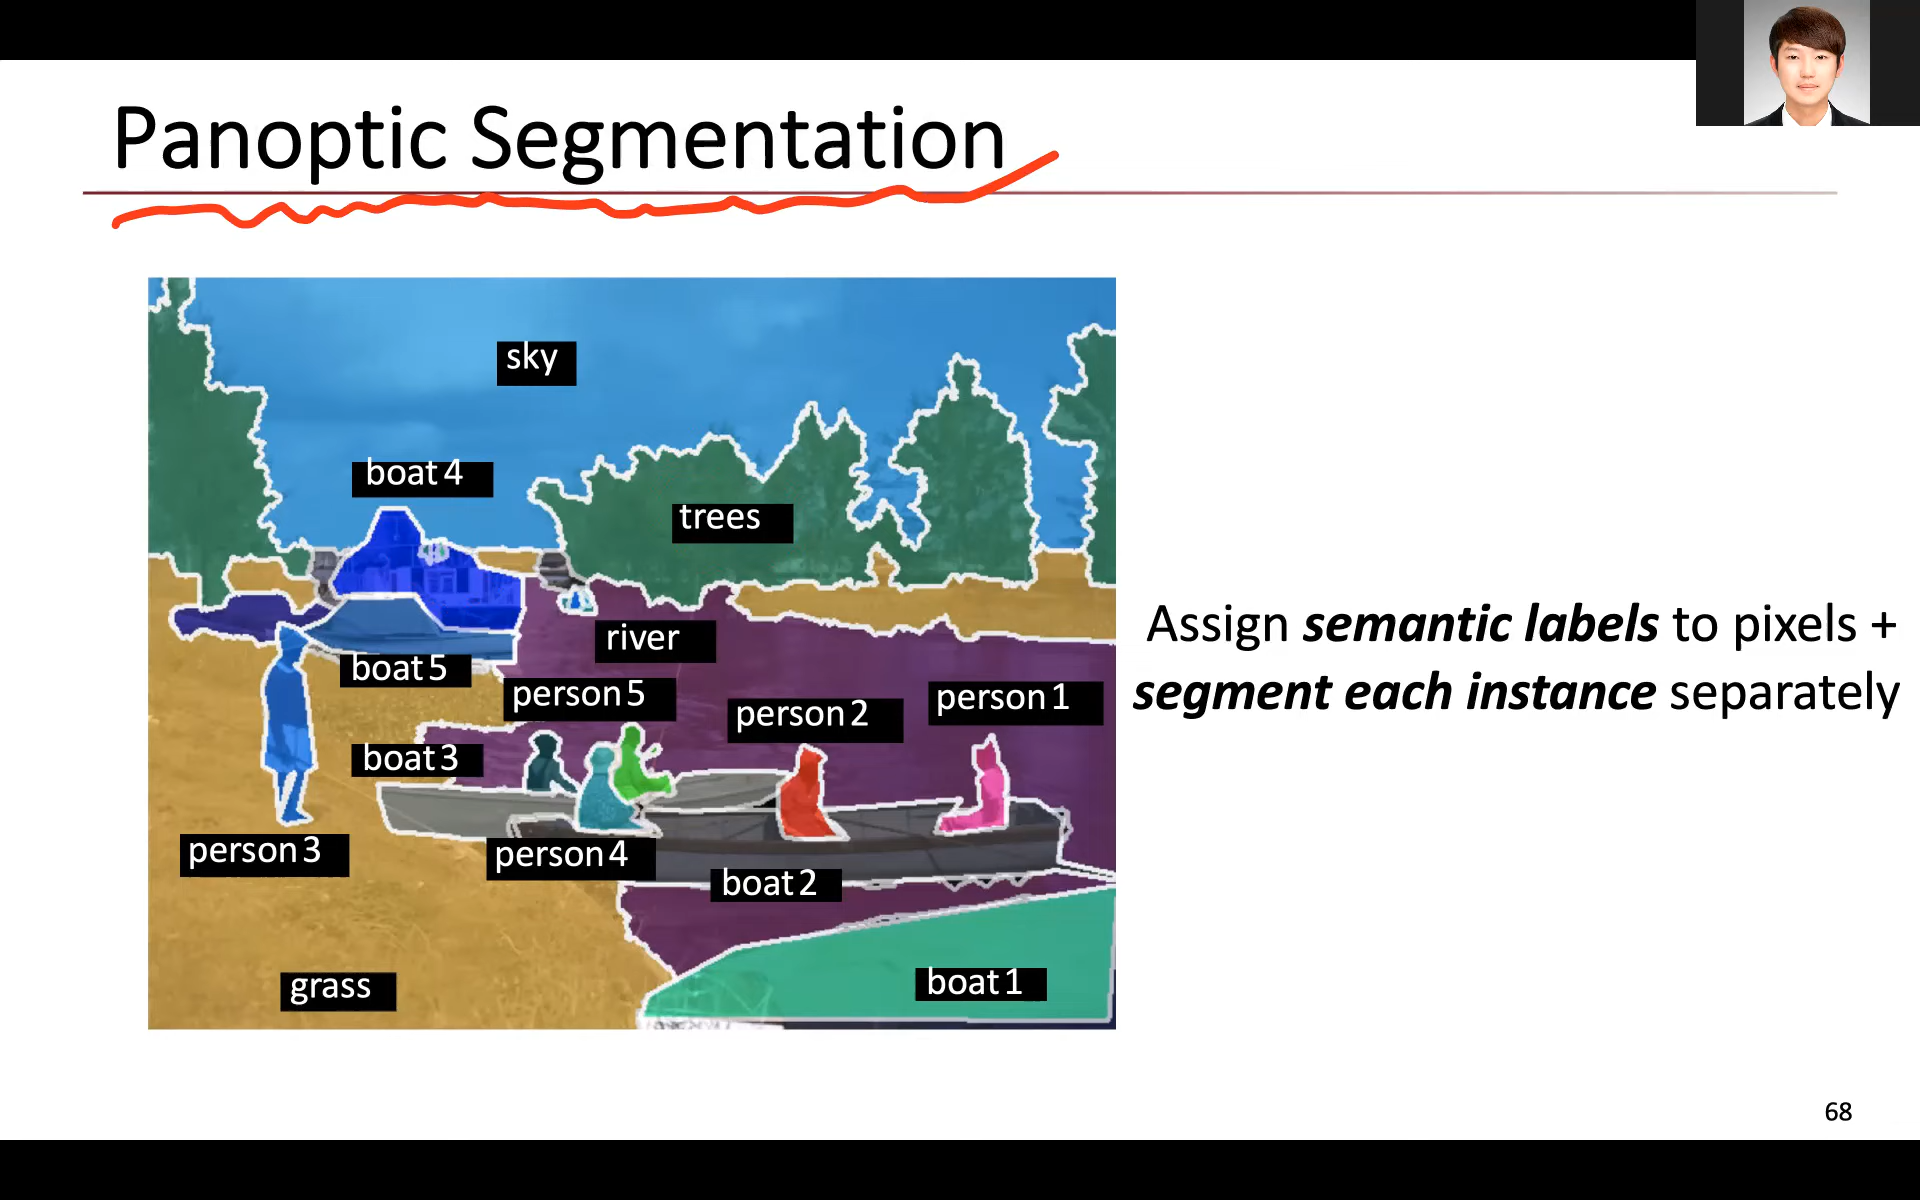 Panoptic Segmentation
sky
boat 4
trees
river
boat 5
person 5
person 2
person 1
boat 3
person 3
person 4
boat 2
grass
boat 1
Assign semantic labels to pixels +
segment each instance separately
68